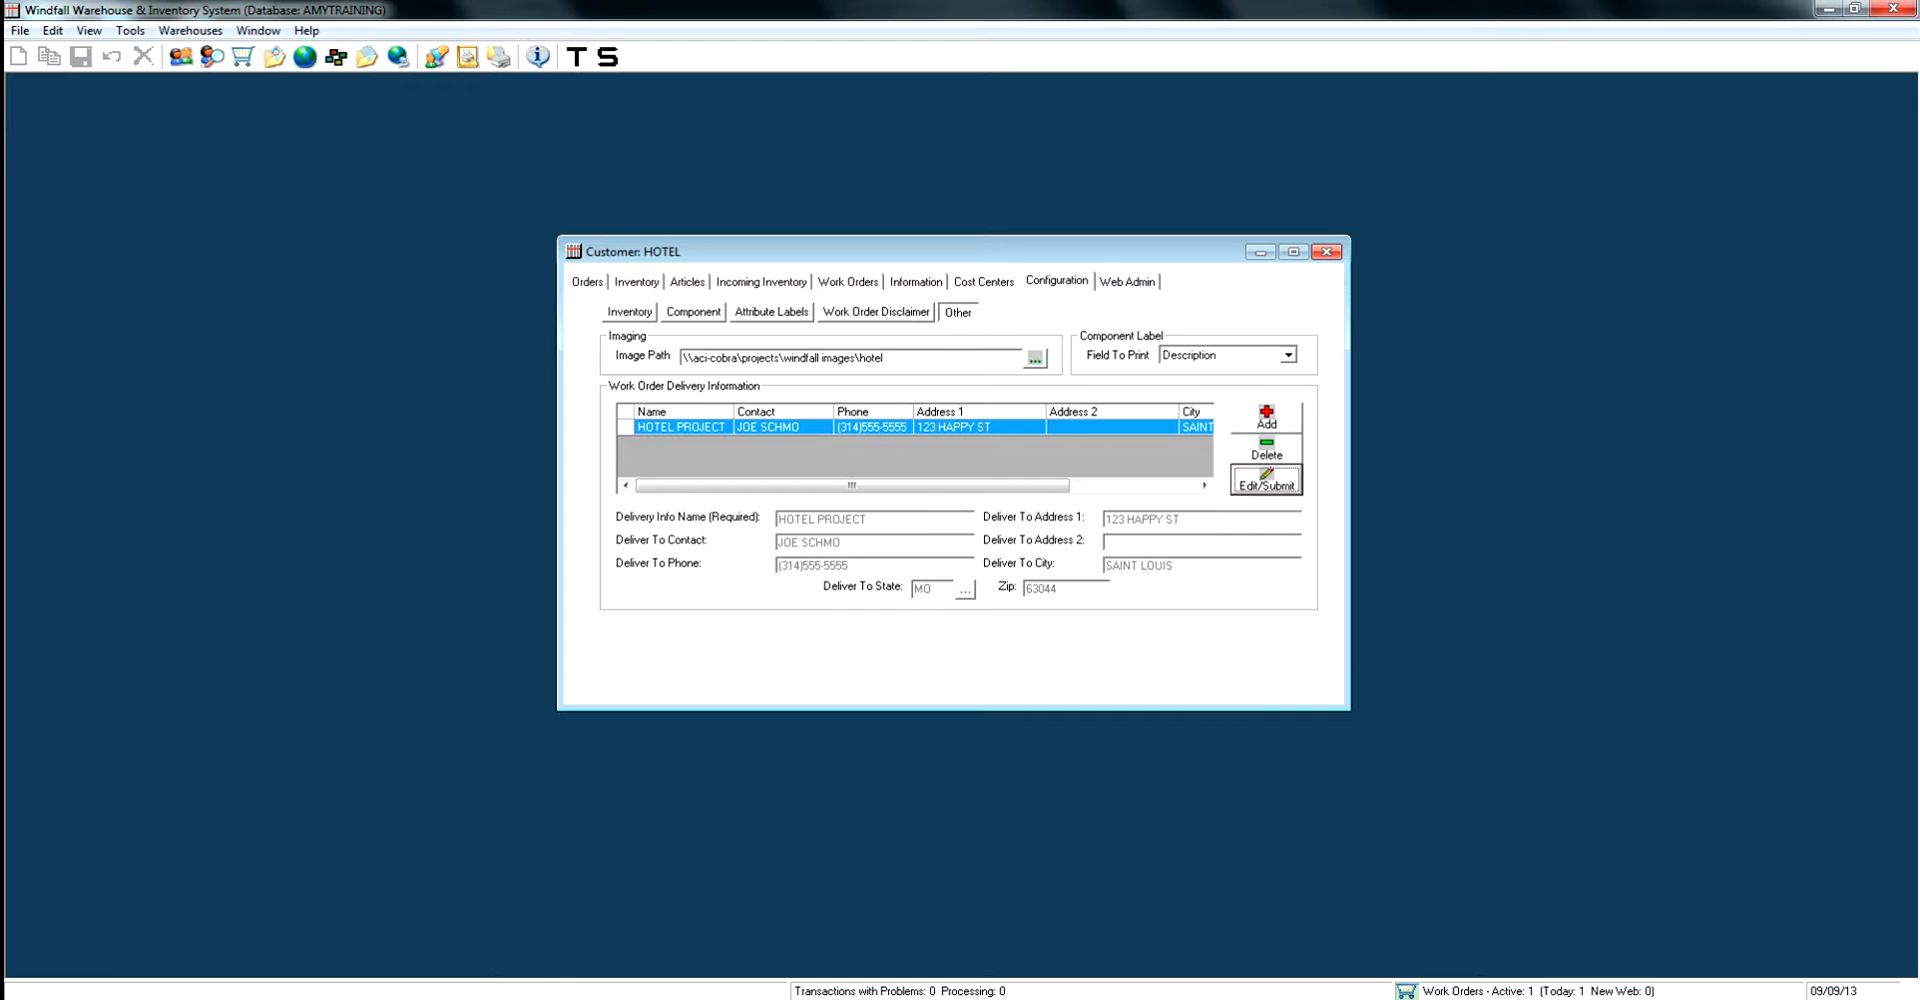 Windfall Warehouse & Inventory System (Database: AMYTRAINING)
File Edit View Tools Warehouses Window Help
T S
Customer: HOTEL
Orders Inventory Articles Incoming Inventory Work Orders Information Cost Centers Configuration Web Admin
Inventory Component Attribute Labels Work Order Disclaimer Other
Imaging Component Label
Image Path \\aci-cobra\projects\windfall images\hotel ... Field To Print Description
Work Order Delivery Information
Name Contact Phone Address 1 Address 2 City
HOTEL PROJECT JOE SCHMO (314)555-5555 123 HAPPY ST SAINT
Add
Delete
Edit/Submit
Delivery Info Name (Required): HOTEL PROJECT Deliver To Address 1: 123 HAPPY ST
Deliver To Contact: JOE SCHMO Deliver To Address 2:
Deliver To Phone: (314)555-5555 Deliver To City: SAINT LOUIS
Deliver To State: MO ... Zip: 63044
Transactions with Problems: 0 Processing: 0 Work Orders - Active: 1 (Today: 1 New Web: 0) 09/09/13